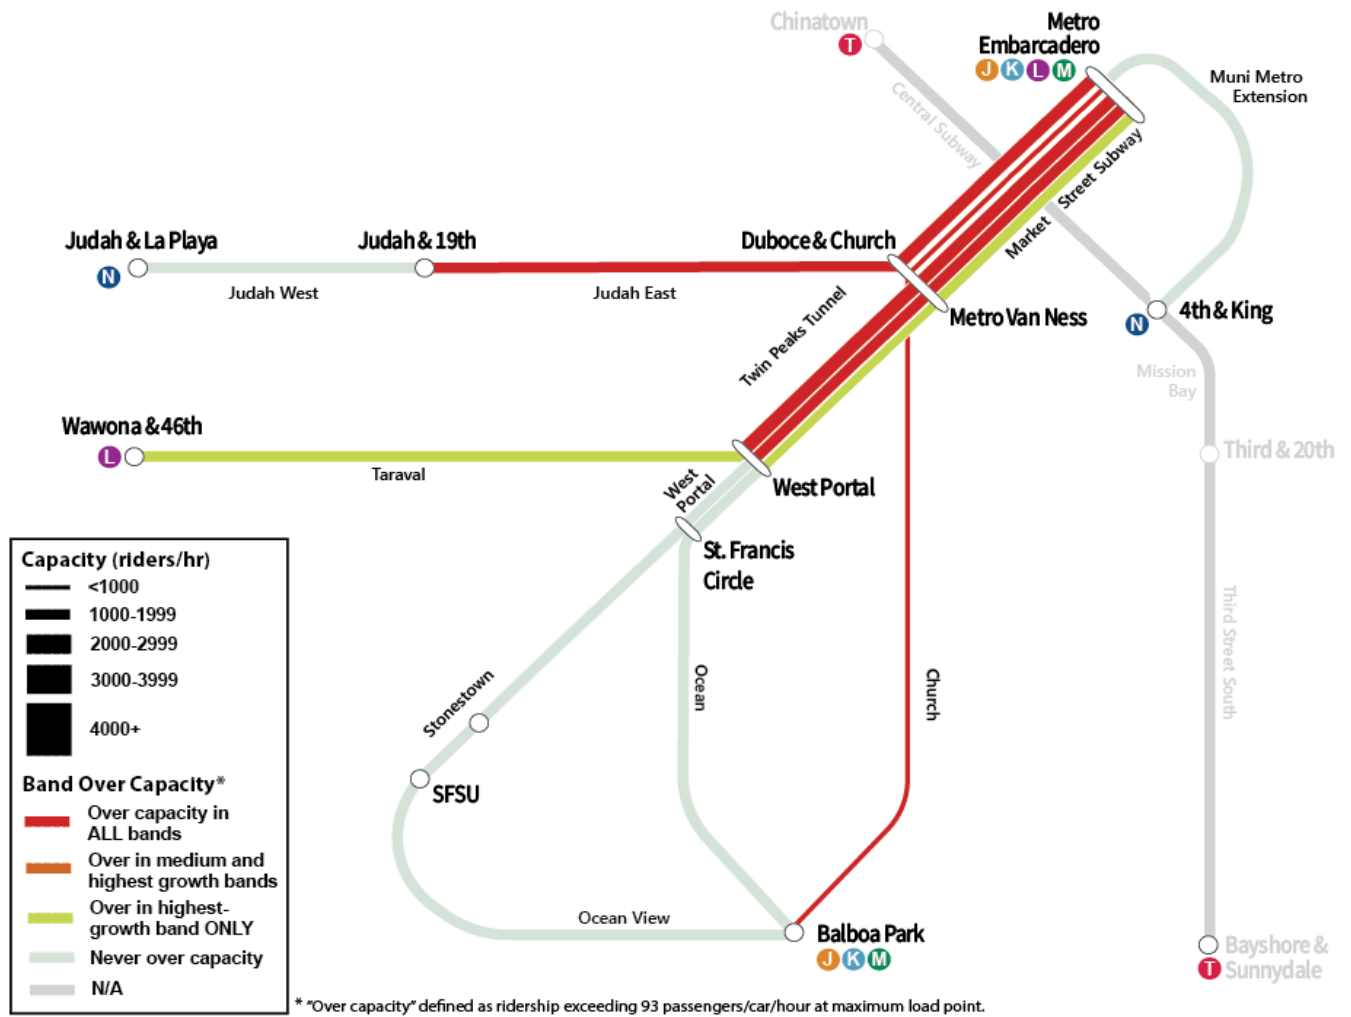 Chinatown
T
Metro
Embarcadero
J K L M
Muni Metro
Extension
Central Subway
Street Subway
Market
Judah & La Playa
N
Judah & 19th
Duboce & Church
Judah West
Judah East
Twin Peaks Tunnel
Metro Van Ness
N
4th & King
Mission
Bay
Wawona & 46th
L
Taraval
West
Portal
West Portal
Third & 20th
St. Francis
Circle
Third Street South
Church
Ocean
Stonestown
SFSU
Ocean View
Balboa Park
J K M
Bayshore &
T Sunnydale
Capacity (riders/hr)
<1000
1000-1999
2000-2999
3000-3999
4000+
Band Over Capacity*
Over capacity in
ALL bands
Over in medium and
highest growth bands
Over in highest-
growth band ONLY
Never over capacity
N/A
* "Over capacity" defined as ridership exceeding 93 passengers/car/hour at maximum load point.